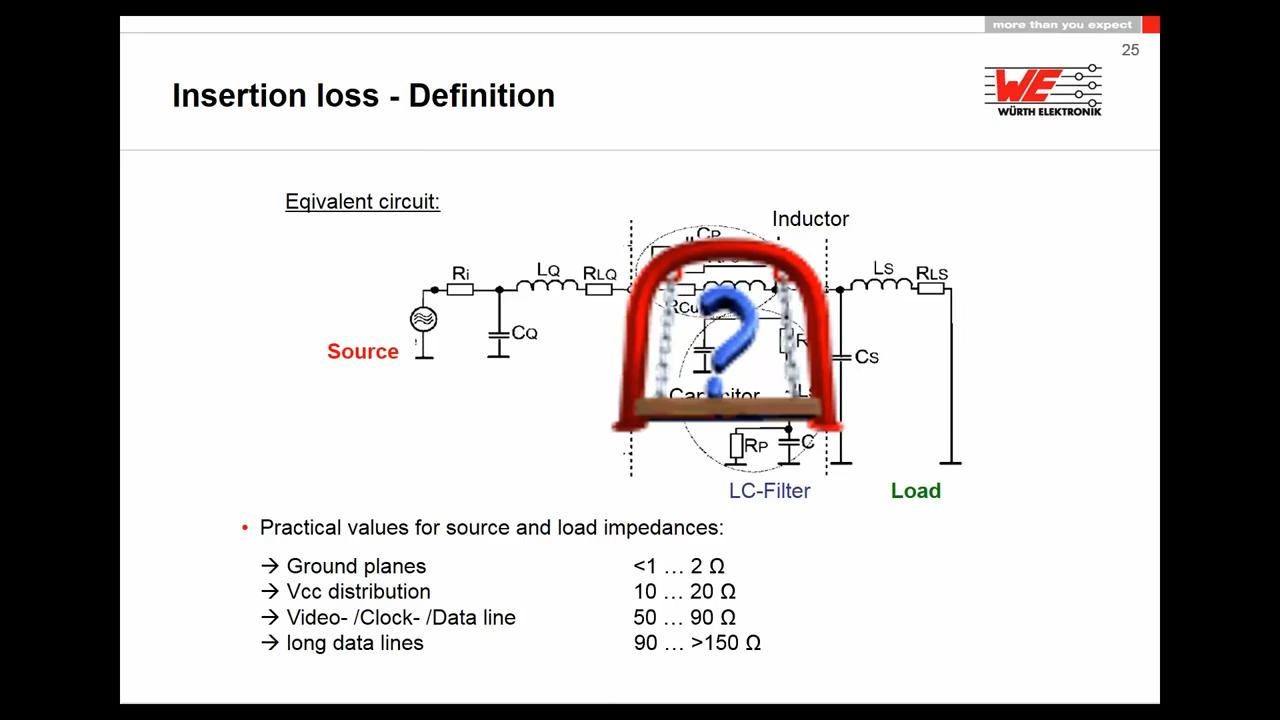 more than you expect
25
Insertion loss - Definition
WE
WÜRTH ELEKTRONIK
Eqivalent circuit:
Inductor
CP
Ri
LQ
RLQ
RCu
LS
RLS
CQ
CS
Source
RP
C
LC-Filter
Load
• Practical values for source and load impedances:
→ Ground planes <1 … 2 Ω
→ Vcc distribution 10 … 20 Ω
→ Video- /Clock- /Data line 50 … 90 Ω
→ long data lines 90 … >150 Ω